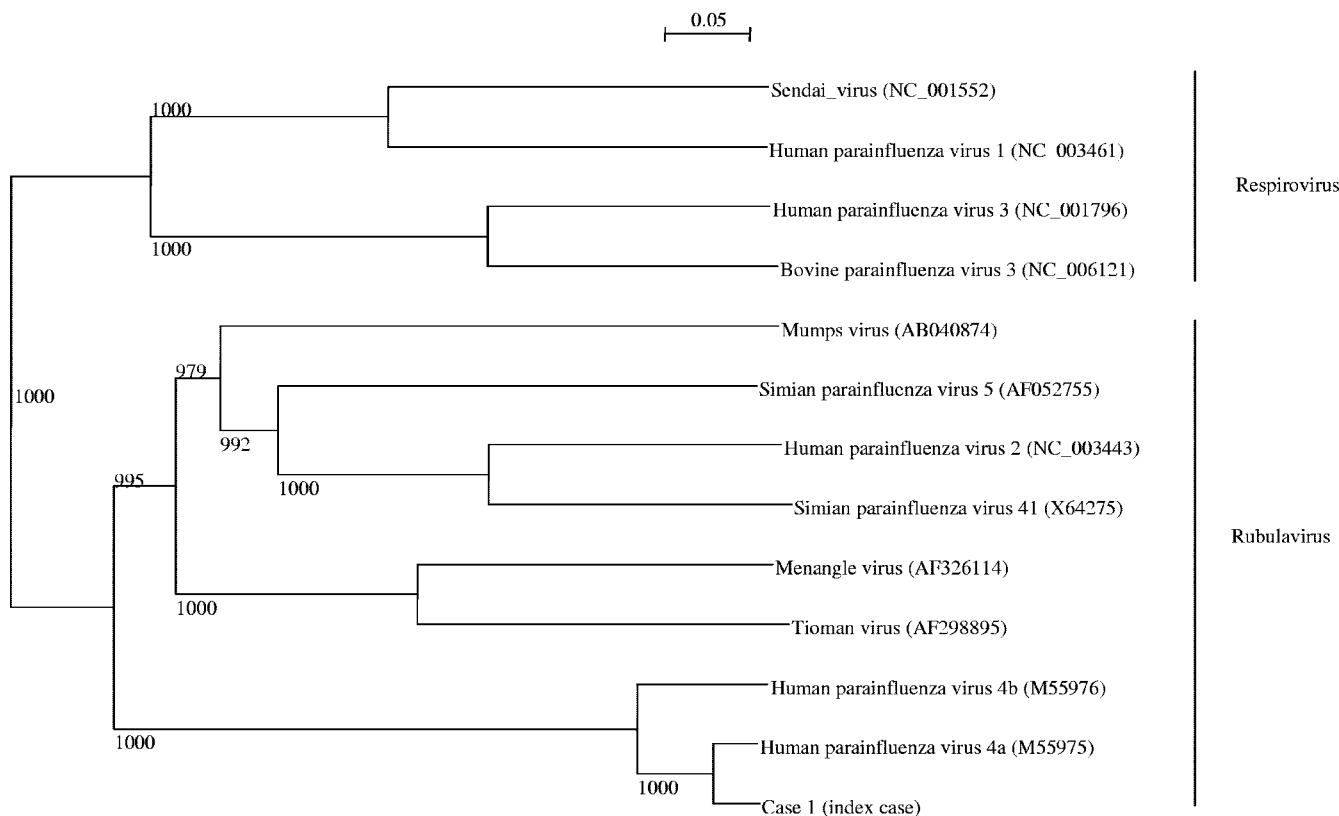 0.05
Sendai_virus (NC_001552)
1000
Human parainfluenza virus 1 (NC_003461)
Respirovirus
Human parainfluenza virus 3 (NC_001796)
1000
Bovine parainfluenza virus 3 (NC_006121)
Mumps virus (AB040874)
979
Simian parainfluenza virus 5 (AF052755)
1000
992
Human parainfluenza virus 2 (NC_003443)
995
1000
Simian parainfluenza virus 41 (X64275)
Rubulavirus
Menangle virus (AF326114)
1000
Tioman virus (AF298895)
Human parainfluenza virus 4b (M55976)
1000
Human parainfluenza virus 4a (M55975)
1000
Case 1 (index case)